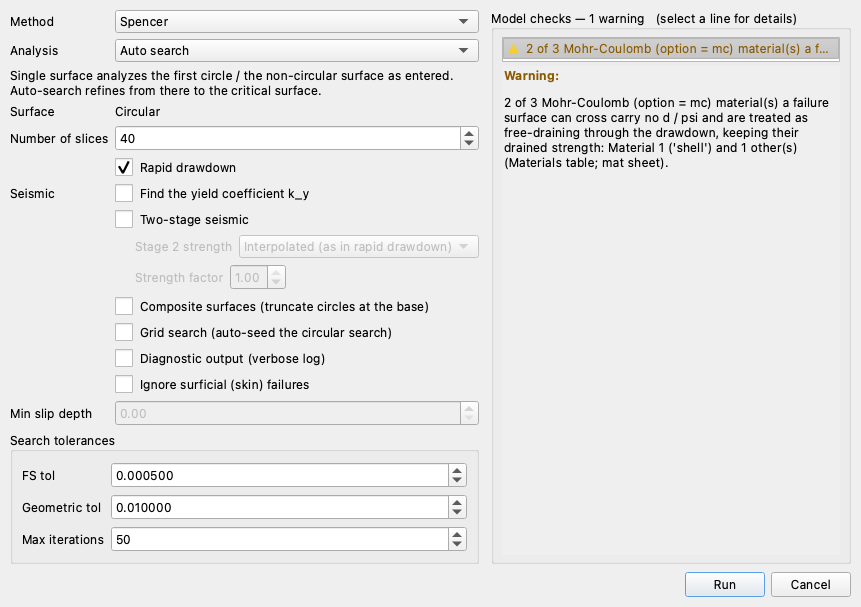 Method
Spencer
Analysis
Auto search
Single surface analyzes the first circle / the non-circular surface as entered.
Auto-search refines from there to the critical surface.
Surface
Circular
Number of slices
40
Rapid drawdown
Seismic
Find the yield coefficient k_y
Two-stage seismic
Stage 2 strength
Interpolated (as in rapid drawdown)
Strength factor
1.00
Composite surfaces (truncate circles at the base)
Grid search (auto-seed the circular search)
Diagnostic output (verbose log)
Ignore surficial (skin) failures
Min slip depth
0.00
Search tolerances
FS tol
0.000500
Geometric tol
0.010000
Max iterations
50
Model checks — 1 warning (select a line for details)
2 of 3 Mohr-Coulomb (option = mc) material(s) a f...
Warning:
2 of 3 Mohr-Coulomb (option = mc) material(s) a failure
surface can cross carry no d / psi and are treated as
free-draining through the drawdown, keeping their
drained strength: Material 1 ('shell') and 1 other(s)
(Materials table; mat sheet).
Run
Cancel